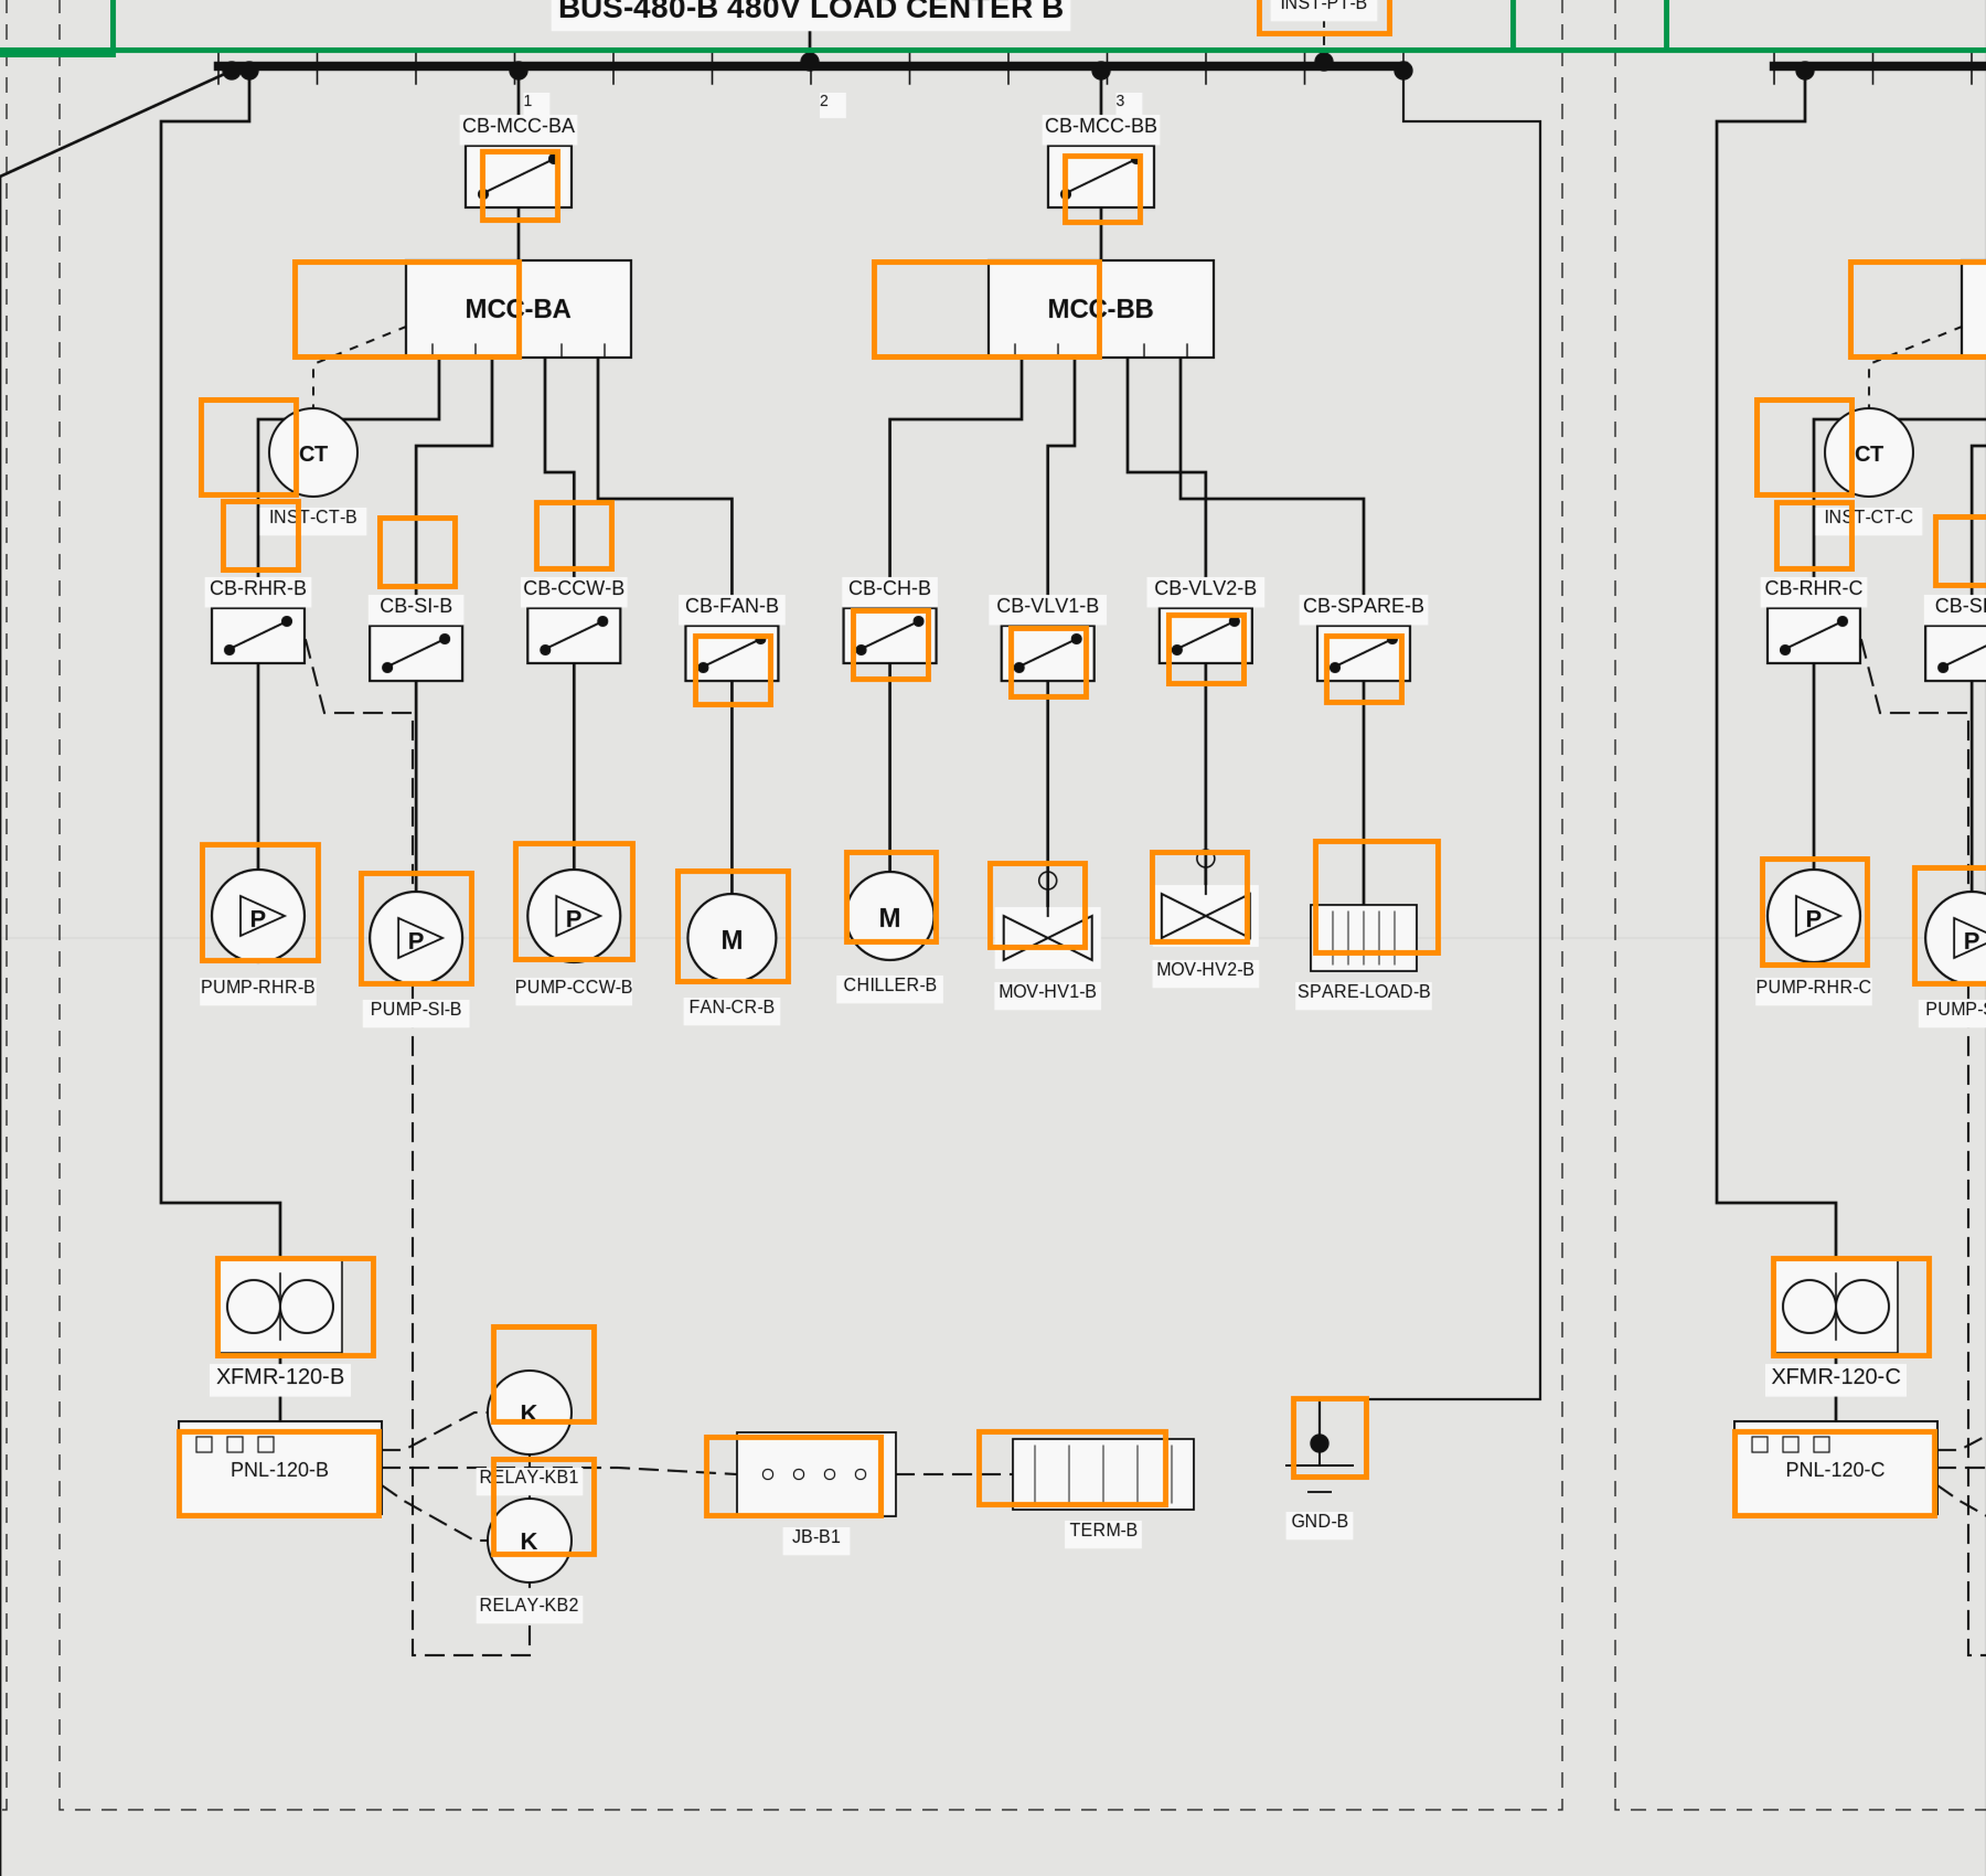 BUS-480-B 480V LOAD CENTER B
INST-PT-B
1
2
3
CB-MCC-BA
CB-MCC-BB
MCC-BA
MCC-BB
CT
CT
INST-CT-B
INST-CT-C
CB-RHR-B
CB-SI-B
CB-CCW-B
CB-FAN-B
CB-CH-B
CB-VLV1-B
CB-VLV2-B
CB-SPARE-B
CB-RHR-C
CB-SI
P
P
P
M
M
P
P
PUMP-RHR-B
PUMP-SI-B
PUMP-CCW-B
FAN-CR-B
CHILLER-B
MOV-HV1-B
MOV-HV2-B
SPARE-LOAD-B
PUMP-RHR-C
PUMP-S
XFMR-120-B
XFMR-120-C
K
PNL-120-B
RELAY-KB1
PNL-120-C
K
JB-B1
TERM-B
GND-B
RELAY-KB2